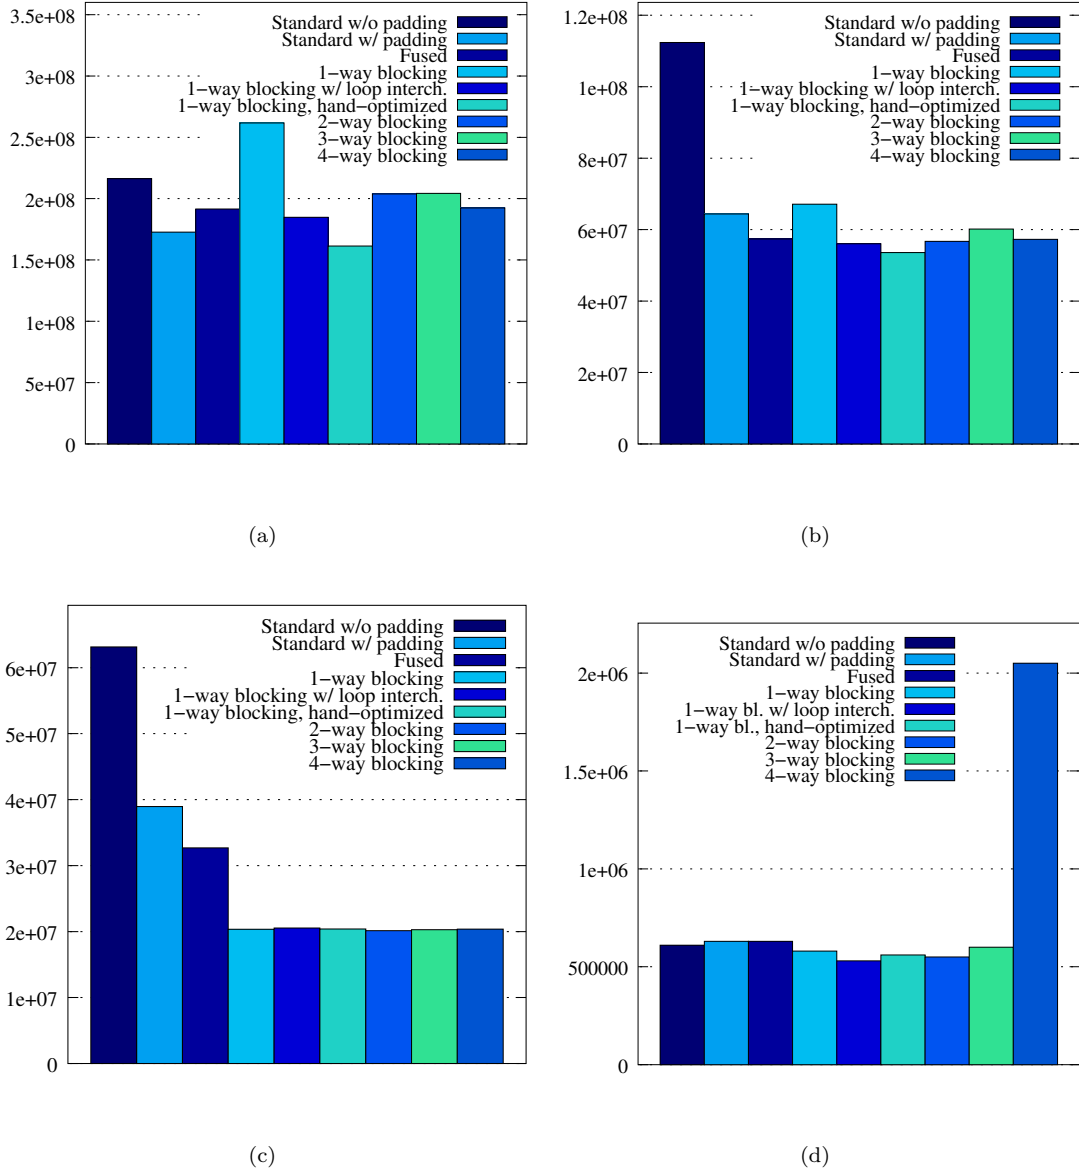 3.5e+08
3e+08
2.5e+08
2e+08
1.5e+08
1e+08
5e+07
0
Standard w/o padding
Standard w/ padding
Fused
1−way blocking
1−way blocking w/ loop interch.
1−way blocking, hand−optimized
2−way blocking
3−way blocking
4−way blocking
(a)
1.2e+08
1e+08
8e+07
6e+07
4e+07
2e+07
0
Standard w/o padding
Standard w/ padding
Fused
1−way blocking
1−way blocking w/ loop interch.
1−way blocking, hand−optimized
2−way blocking
3−way blocking
4−way blocking
(b)
6e+07
5e+07
4e+07
3e+07
2e+07
1e+07
0
Standard w/o padding
Standard w/ padding
Fused
1−way blocking
1−way blocking w/ loop interch.
1−way blocking, hand−optimized
2−way blocking
3−way blocking
4−way blocking
(c)
2e+06
1.5e+06
1e+06
500000
0
Standard w/o padding
Standard w/ padding
Fused
1−way blocking
1−way bl. w/ loop interch.
1−way bl., hand−optimized
2−way blocking
3−way blocking
4−way blocking
(d)